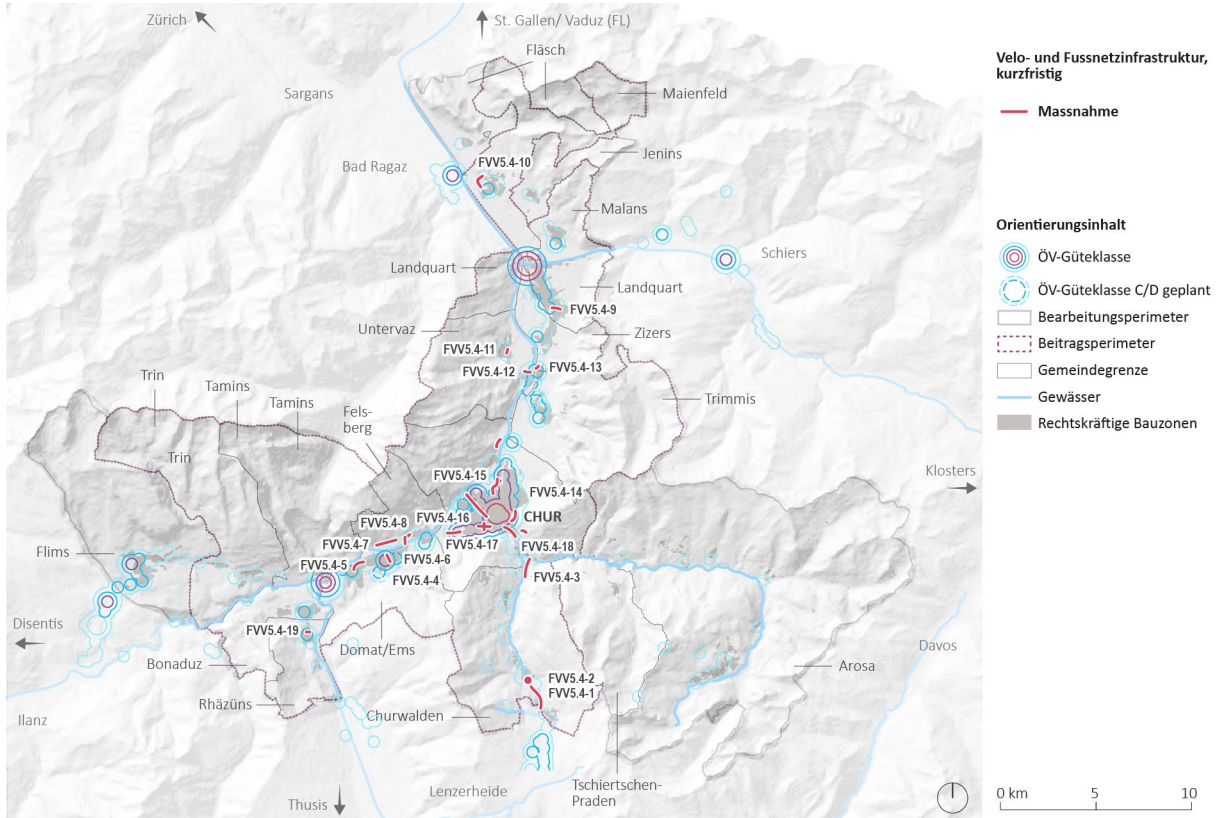 Zürich
St. Gallen/ Vaduz (FL)
Fläsch
Sargans
Maienfeld
Jenins
Bad Ragaz
FVV5.4-10
Malans
Schiers
Landquart
Landquart
FVV5.4-9
Untervaz
Zizers
FVV5.4-11
FVV5.4-12
FVV5.4-13
Trin
Tamins
Tamins
Fels-
berg
Trimmis
Trin
Klosters
FVV5.4-15
FVV5.4-14
CHUR
FVV5.4-16
FVV5.4-8
FVV5.4-7
FVV5.4-17
FVV5.4-18
Flims
FVV5.4-5
FVV5.4-6
FVV5.4-4
FVV5.4-3
Disentis
FVV5.4-19
Domat/Ems
Davos
Bonaduz
Arosa
FVV5.4-2
FVV5.4-1
Rhäzüns
Churwalden
Ilanz
Tschiertschen-
Praden
Lenzerheide
Thusis
Velo- und Fussnetzinfrastruktur,
kurzfristig
Massnahme
Orientierungsinhalt
ÖV-Güteklasse
ÖV-Güteklasse C/D geplant
Bearbeitungsperimeter
Beitragsperimeter
Gemeindegrenze
Gewässer
Rechtskräftige Bauzonen
0 km
5
10